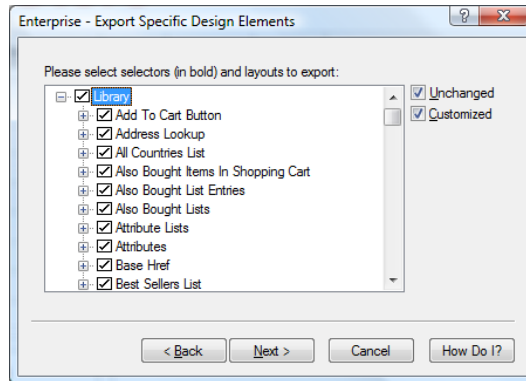 Enterprise - Export Specific Design Elements
Please select selectors (in bold) and layouts to export:
Library
Add To Cart Button
Address Lookup
All Countries List
Also Bought Items In Shopping Cart
Also Bought List Entries
Also Bought Lists
Attribute Lists
Attributes
Base Href
Best Sellers List
Unchanged
Customized
< Back
Next >
Cancel
How Do I?